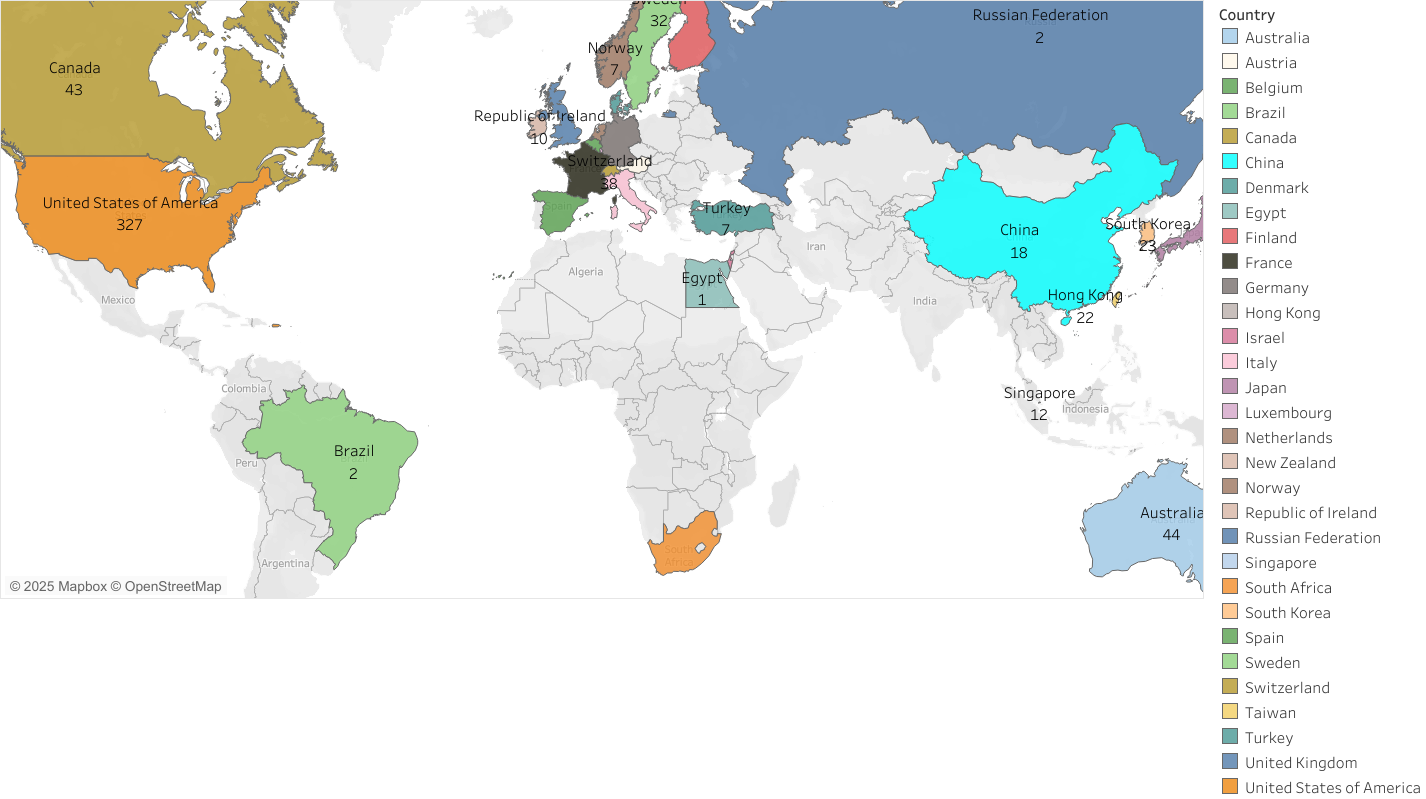 Sweden
32
Russian Federation
2
Norway
7
Canada
43
Republic of Ireland
10
Switzerland
38
France
Spain
United States of America
327
Turkey
7
South Korea
23
China
18
Iran
Algeria
Egypt
1
Mexico
India
Hong Kong
22
Colombia
Singapore
12
Indonesia
Brazil
2
Peru
Australia
44
South
Africa
Argentina
© 2025 Mapbox © OpenStreetMap
Country
Australia
Austria
Belgium
Brazil
Canada
China
Denmark
Egypt
Finland
France
Germany
Hong Kong
Israel
Italy
Japan
Luxembourg
Netherlands
New Zealand
Norway
Republic of Ireland
Russian Federation
Singapore
South Africa
South Korea
Spain
Sweden
Switzerland
Taiwan
Turkey
United Kingdom
United States of America